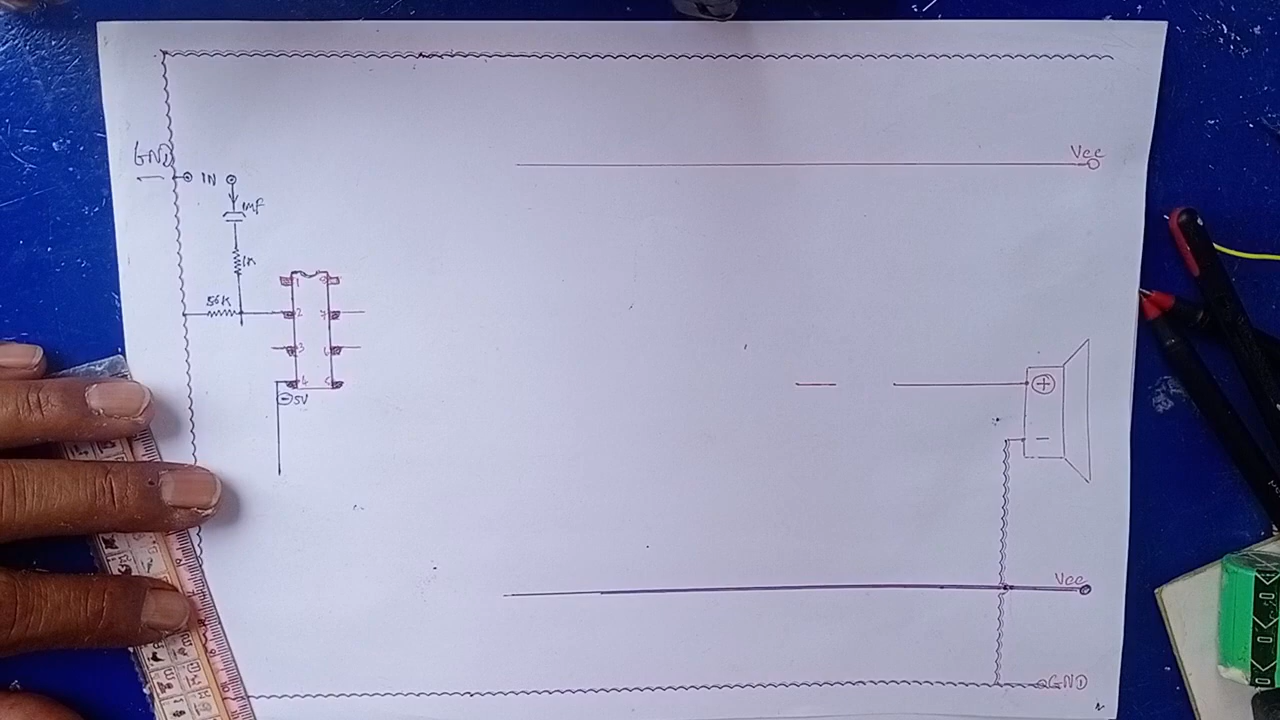 Vcc
GND
IN
1MF
1K
56K
1 8
2 7
3 6
4 5
- 5V
+
-
Vcc
GND